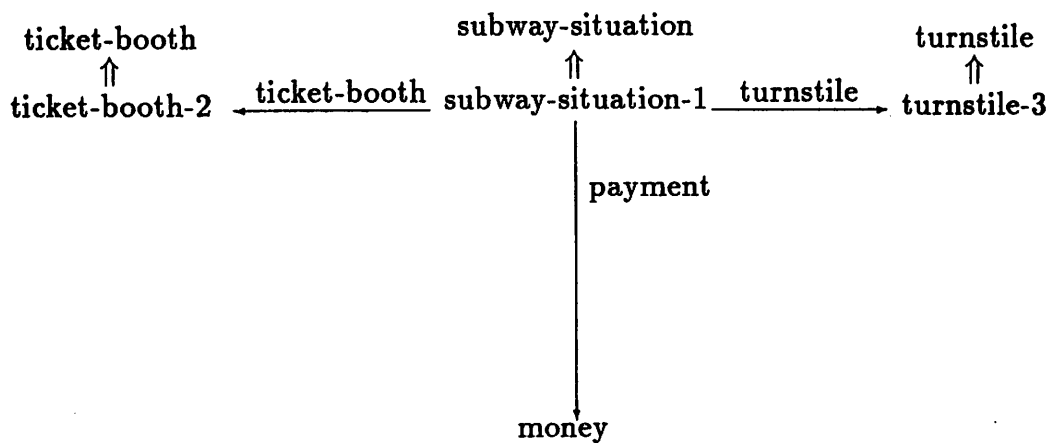 ticket-booth subway-situation turnstile
ticket-booth-2 ticket-booth subway-situation-1 turnstile turnstile-3
payment
money